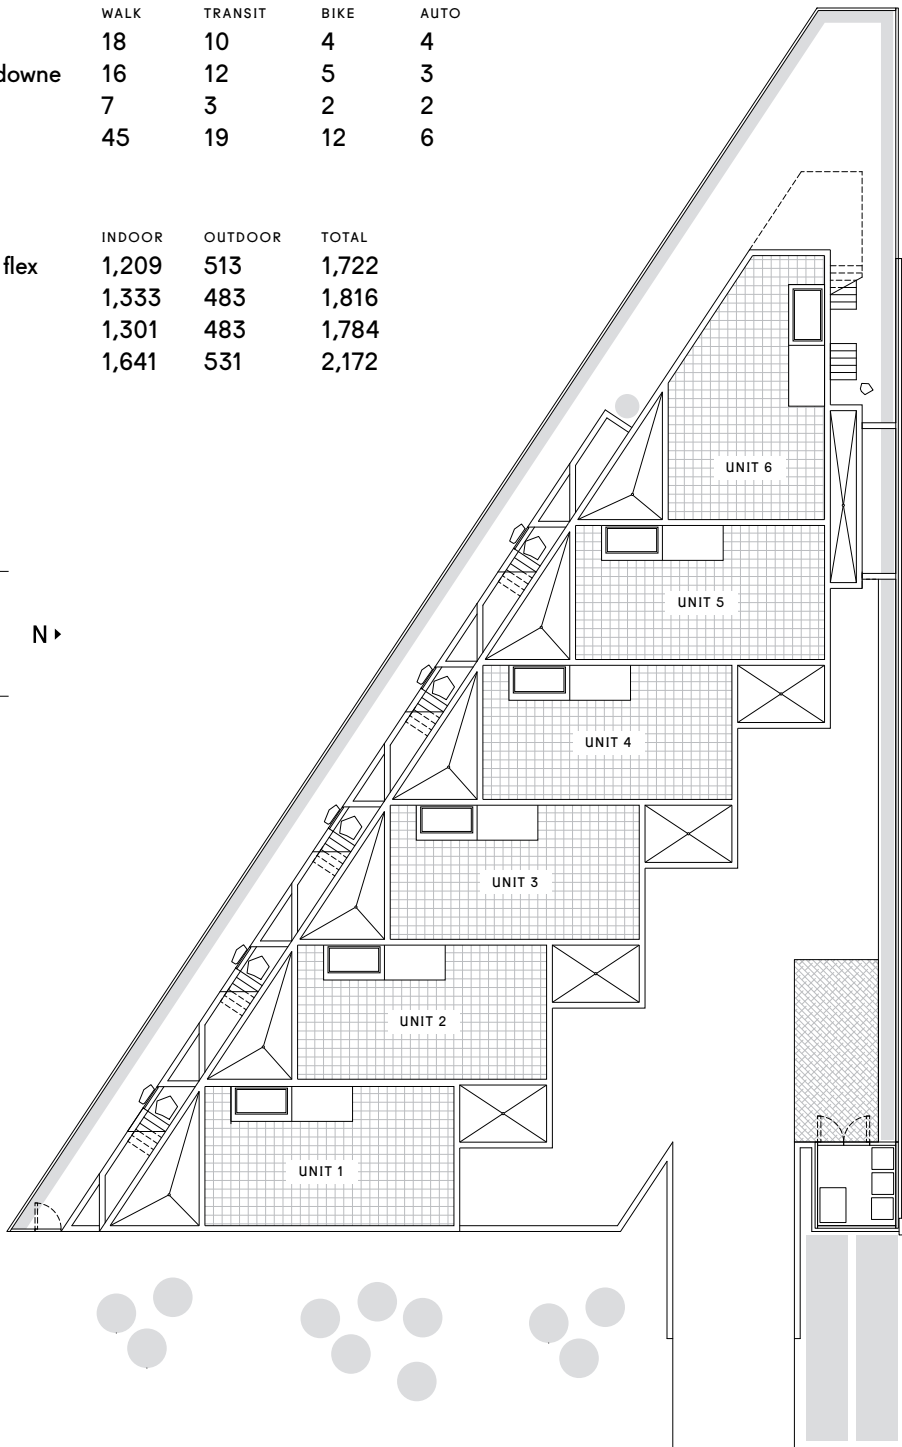 WALK TRANSIT BIKE AUTO
18 10 4 4
downe 16 12 5 3
7 3 2 2
45 19 12 6
INDOOR OUTDOOR TOTAL
flex 1,209 513 1,722
1,333 483 1,816
1,301 483 1,784
1,641 531 2,172
N
UNIT 6
UNIT 5
UNIT 4
UNIT 3
UNIT 2
UNIT 1